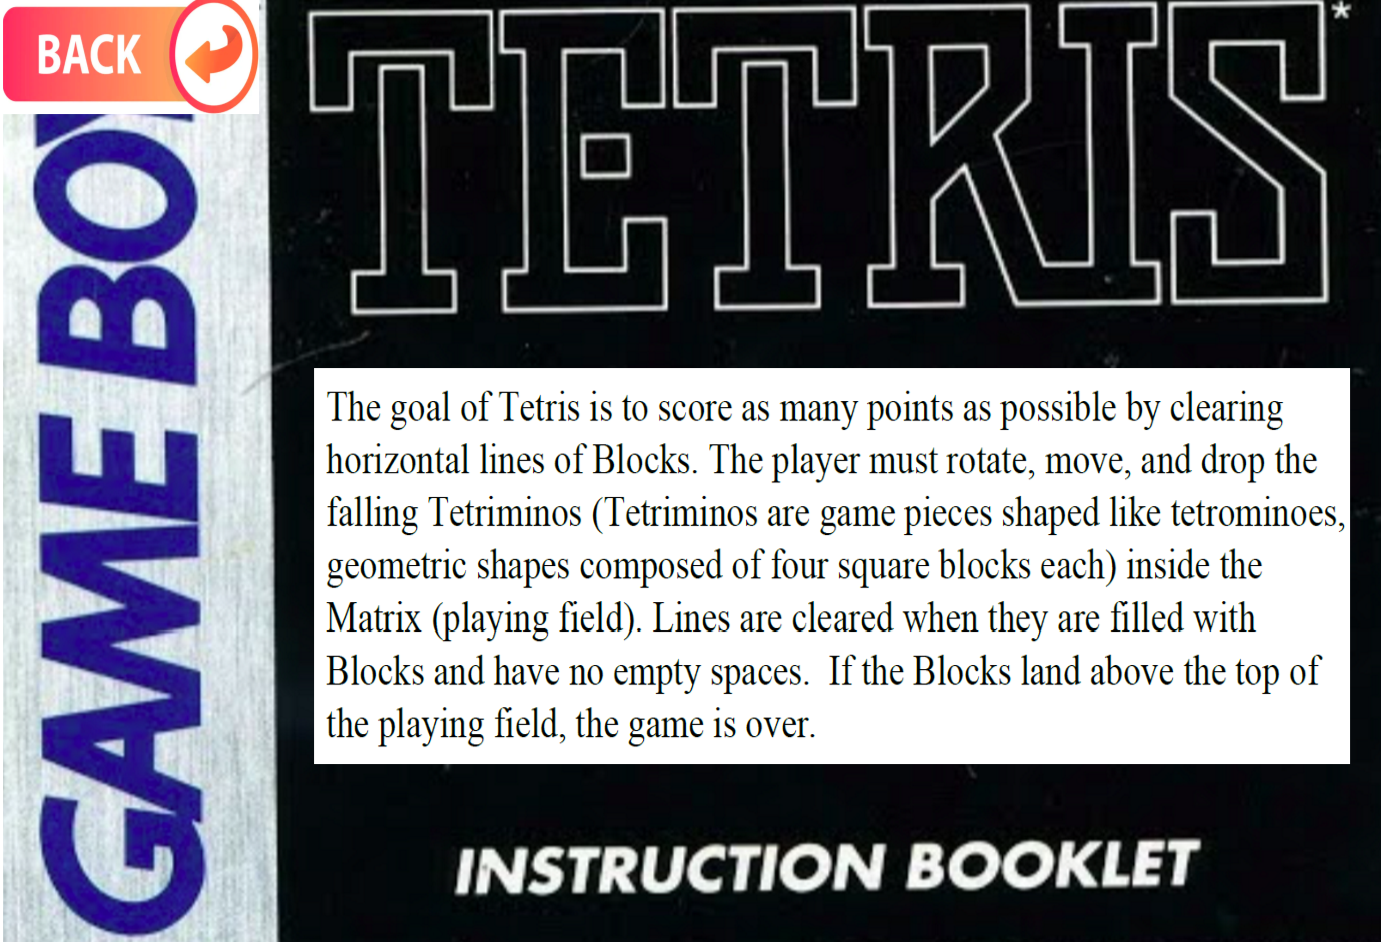 BACK
TETRIS*
GAME BOY
The goal of Tetris is to score as many points as possible by clearing
horizontal lines of Blocks. The player must rotate, move, and drop the
falling Tetriminos (Tetriminos are game pieces shaped like tetrominoes,
geometric shapes composed of four square blocks each) inside the
Matrix (playing field). Lines are cleared when they are filled with
Blocks and have no empty spaces.  If the Blocks land above the top of
the playing field, the game is over.
INSTRUCTION BOOKLET